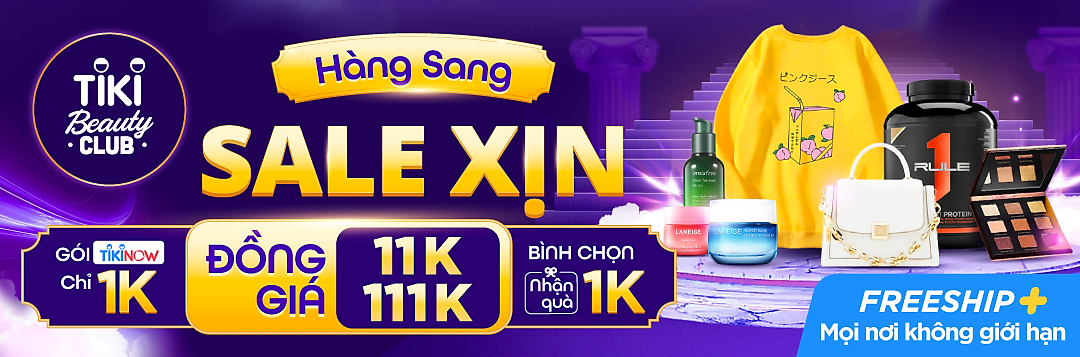 TIKI
Beauty
CLUB
Hàng Sang
SALE XỊN
GÓI TIKINOW
Chỉ 1K
ĐỒNG
GIÁ
11K
111K
BÌNH CHỌN
Nhận
quà
1K
ピンクジース
innisfree
LANEIGE
LANEIGE
WATER BANK
RULE
1
PROTEIN
FREESHIP+
Mọi nơi không giới hạn